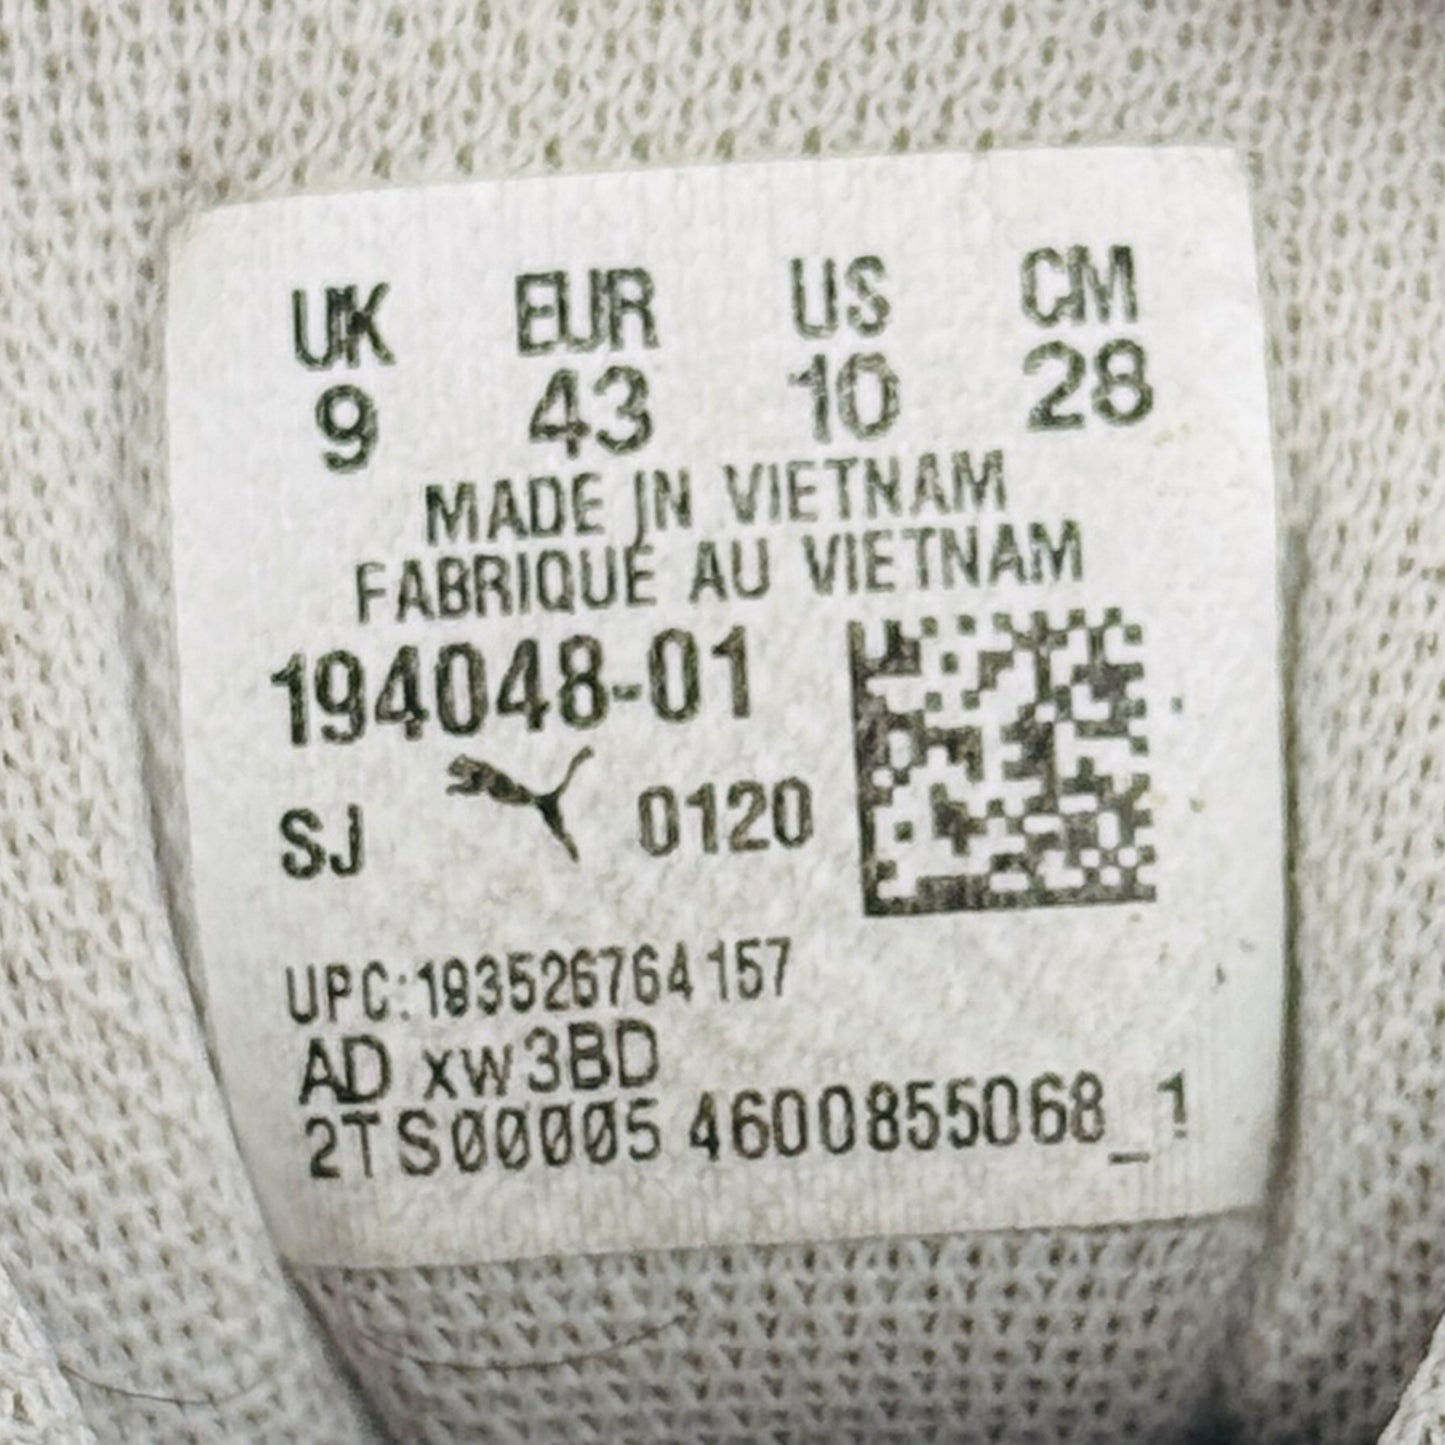 UK EUR US CM
9 43 10 28
MADE IN VIETNAM
FABRIQUE AU VIETNAM
194048-01
SJ 0120
UPC:193526764157
AD xw3BD
2TS00005 4600855068_1